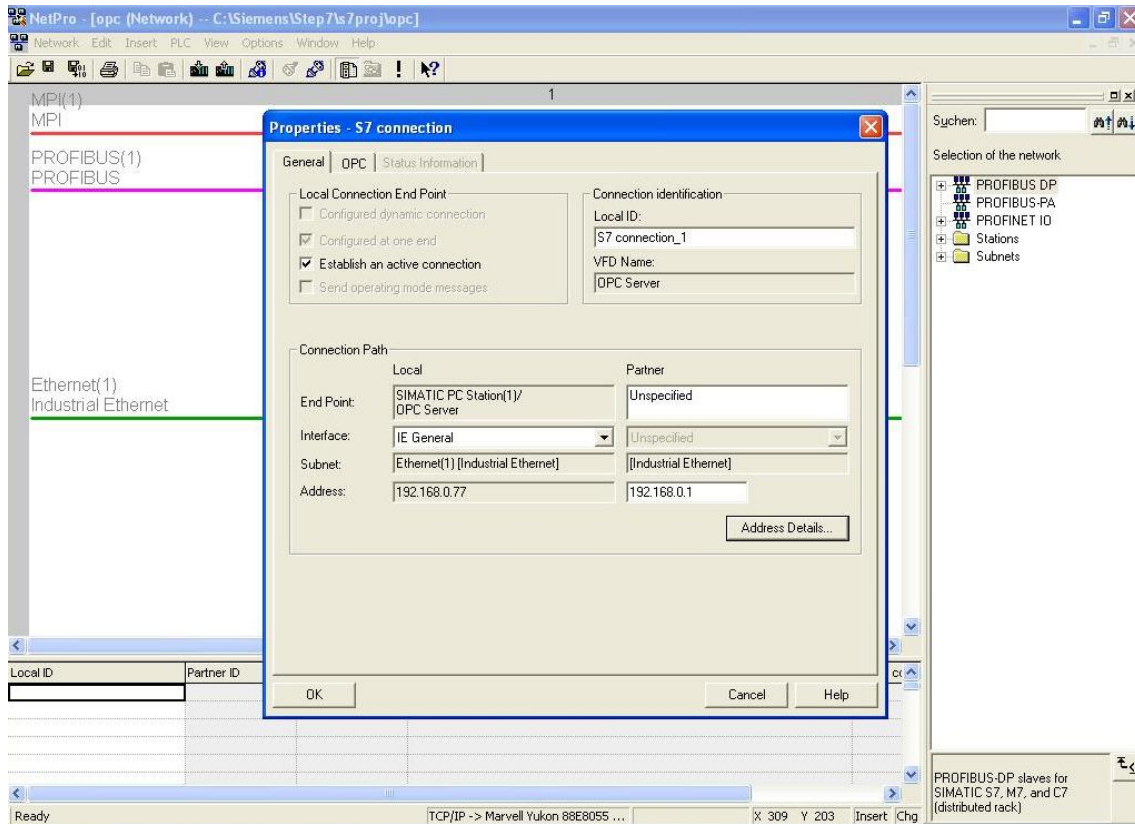 NetPro - [opc (Network) -- C:\Siemens\Step7\s7proj\opc]
Network Edit Insert PLC View Options Window Help
1
MPI(1)
MPI
PROFIBUS(1)
PROFIBUS
Ethernet(1)
Industrial Ethernet
Properties - S7 connection
General OPC Status Information
Local Connection End Point
Configured dynamic connection
Configured at one end
Establish an active connection
Send operating mode messages
Connection identification
Local ID:
S7 connection_1
VFD Name:
OPC Server
Connection Path
Local Partner
End Point: SIMATIC PC Station(1)/ Unspecified
OPC Server
Interface: IE General Unspecified
Subnet: Ethernet(1) [Industrial Ethernet] [Industrial Ethernet]
Address: 192.168.0.77 192.168.0.1
Address Details...
OK Cancel Help
Suchen:
Selection of the network
PROFIBUS DP
PROFIBUS-PA
PROFINET IO
Stations
Subnets
Local ID Partner ID
PROFIBUS-DP slaves for
SIMATIC S7, M7, and C7
(distributed rack)
Ready TCP/IP -> Marvell Yukon 88E8055 ... X 309 Y 203 Insert Chg